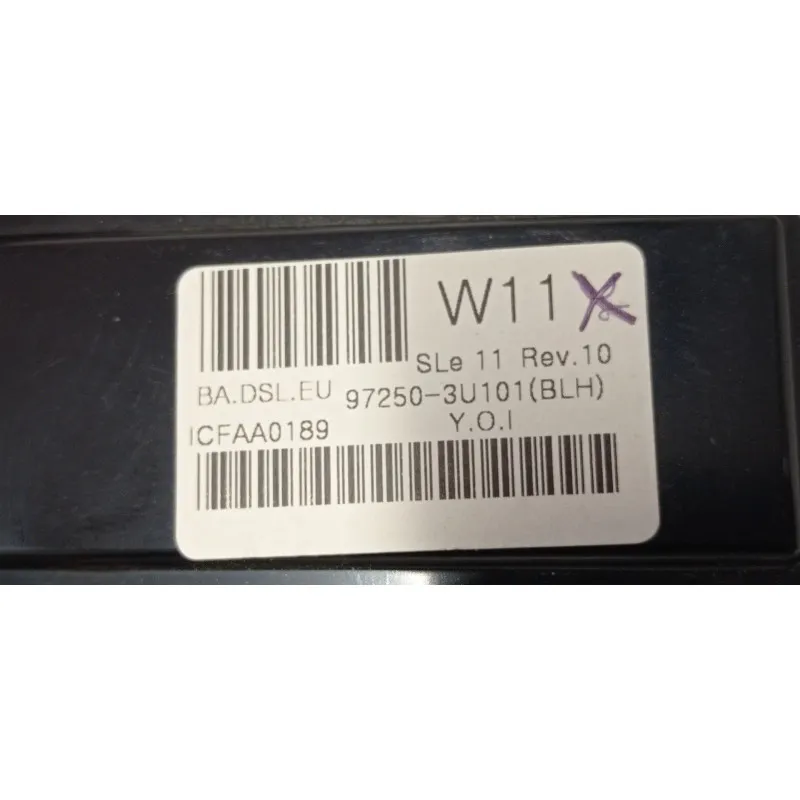 W11
SLe 11 Rev.10
BA.DSL.EU 97250-3U101(BLH)
ICFAA0189 Y.O.I